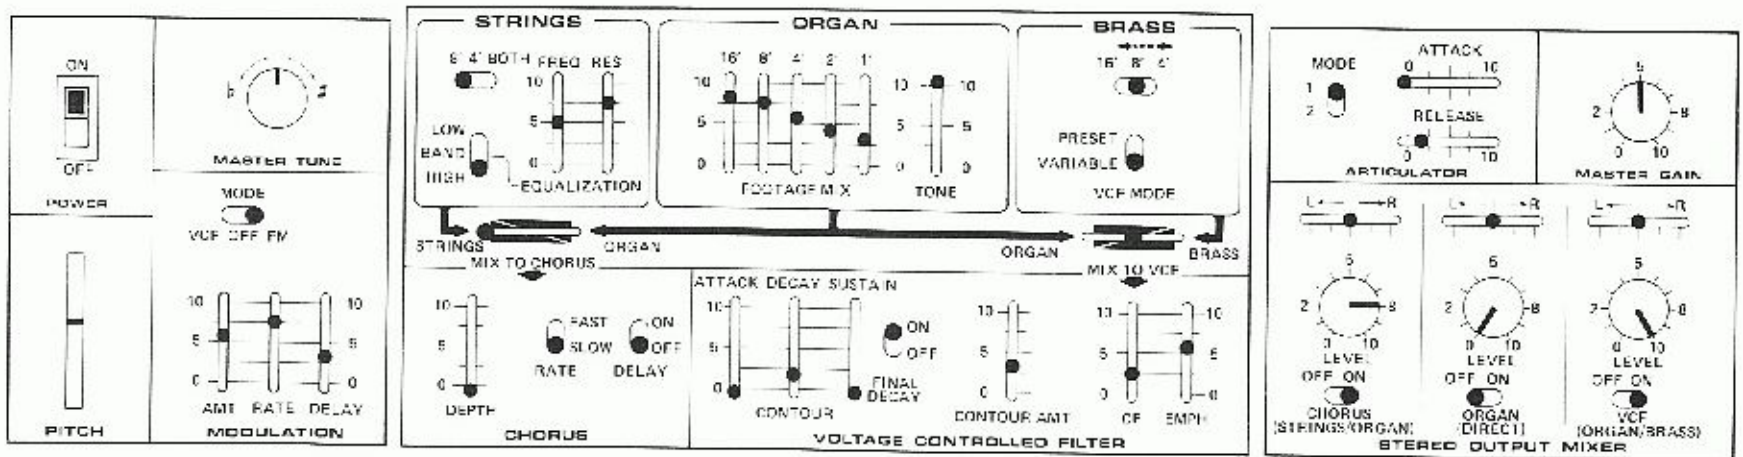 ON
OFF
POWER
PITCH
MASTER TUNE
MODE
VCF OFF FM
10 10
5 5
0 0
AMT RATE DELAY
MODULATION
STRINGS
8' 4' BOTH FREQ RES
10
5
0
LOW
BAND
HIGH
EQUALIZATION
ORGAN
16' 8' 4' 2' 1'
10 10 10
5 5 5
0 0 0
FOOTAGE MIX TONE
BRASS
16' 8' 4'
PRESET
VARIABLE
VCF MODE
STRINGS ORGAN
MIX TO CHORUS
ORGAN BRASS
MIX TO VCF
10
5
0
DEPTH
FAST
SLOW
RATE
ON
OFF
DELAY
CHORUS
ATTACK DECAY SUSTAIN
10
5
0
CONTOUR
ON
OFF
FINAL
DECAY
10
5
0
CONTOUR AMT
10 10
5 5
0 0
CF EMPH
VOLTAGE CONTROLLED FILTER
MODE
1
2
ATTACK
0 10
RELEASE
0 10
ARTICULATOR
5
2 8
0 10
MASTER GAIN
L R L R L R
5 5 5
2 8 2 8 2 8
0 10 0 10 0 10
LEVEL LEVEL LEVEL
OFF ON OFF ON OFF ON
CHORUS ORGAN VCF
(STRINGS/ORGAN) (DIRECT) (ORGAN/BRASS)
STEREO OUTPUT MIXER